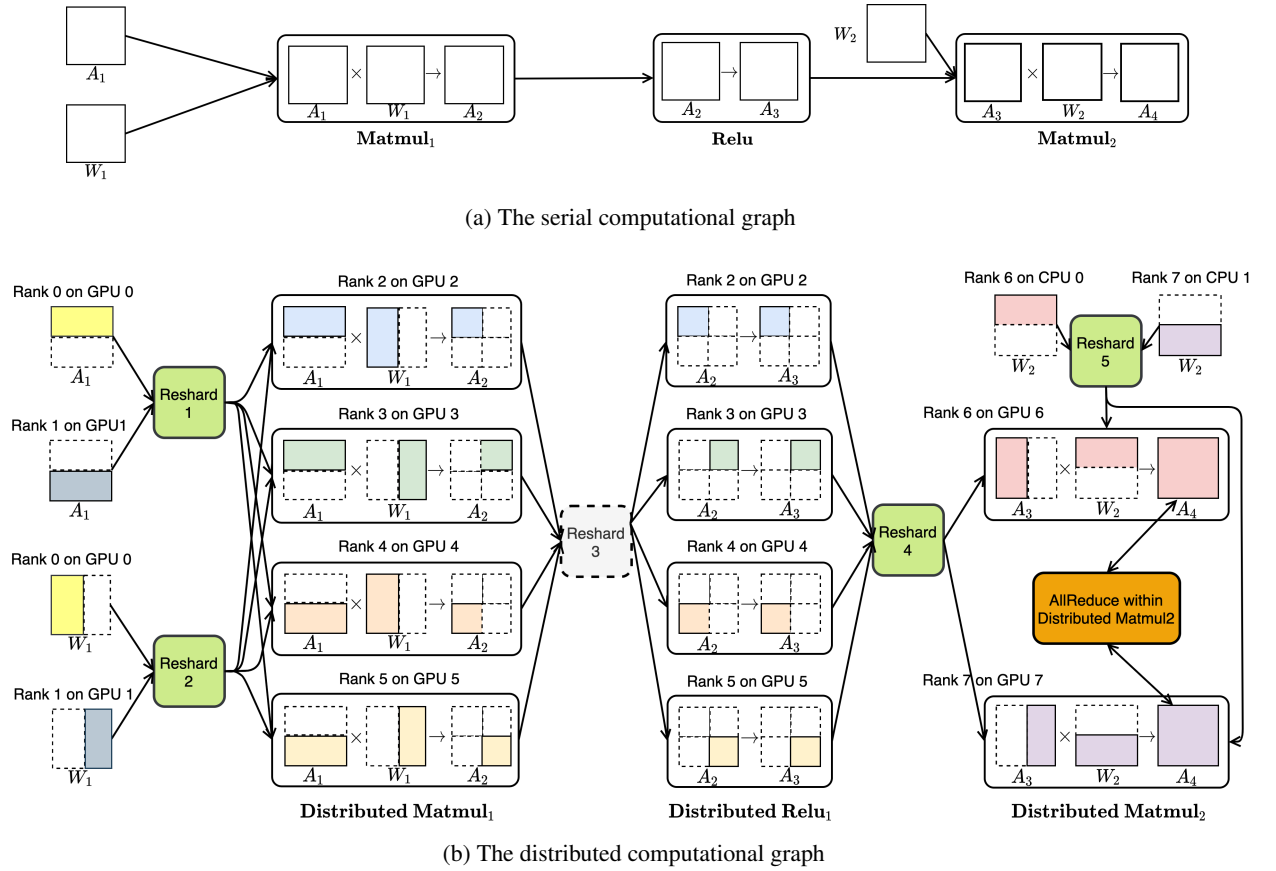 A₁
W₁
A₁ × W₁ → A₂
Matmul₁
A₂ → A₃
Relu
W₂
A₃ × W₂ → A₄
Matmul₂
(a) The serial computational graph
Rank 0 on GPU 0
A₁
Rank 1 on GPU1
A₁
Rank 0 on GPU 0
W₁
Rank 1 on GPU 1
W₁
Reshard
1
Reshard
2
Rank 2 on GPU 2
A₁ × W₁ → A₂
Rank 3 on GPU 3
A₁ × W₁ → A₂
Rank 4 on GPU 4
A₁ × W₁ → A₂
Rank 5 on GPU 5
A₁ × W₁ → A₂
Distributed Matmul₁
Reshard
3
Rank 2 on GPU 2
A₂ → A₃
Rank 3 on GPU 3
A₂ → A₃
Rank 4 on GPU 4
A₂ → A₃
Rank 5 on GPU 5
A₂ → A₃
Distributed Relu₁
Reshard
4
Rank 6 on CPU 0
W₂
Rank 7 on CPU 1
W₂
Reshard
5
Rank 6 on GPU 6
A₃ × W₂ → A₄
AllReduce within
Distributed Matmul2
Rank 7 on GPU 7
A₃ × W₂ → A₄
Distributed Matmul₂
(b) The distributed computational graph